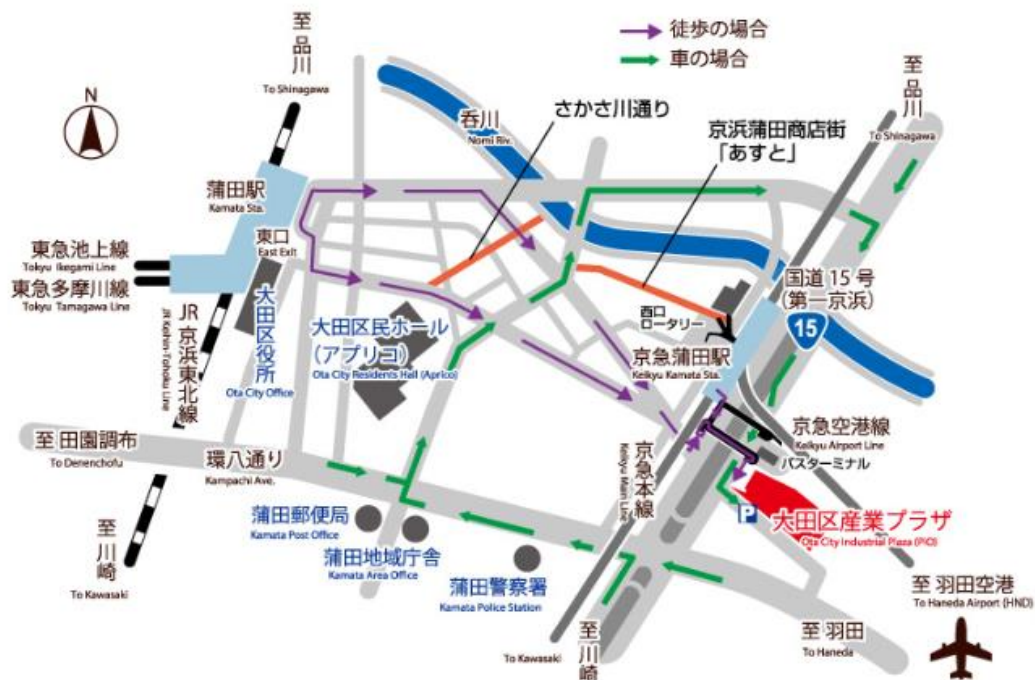 徒歩の場合
車の場合
至 品川
To Shinagawa
N
さかさ川通り
呑川
Nomi Riv.
京浜蒲田商店街
「あすと」
至 品川
To Shinagawa
蒲田駅
Kamata Sta.
東口
East Exit
東急池上線
Tokyu Ikegami Line
東急多摩川線
Tokyu Tamagawa Line
JR 京浜東北線
JR Keihin-Tohoku Line
大田区役所
Ota City Office
大田区民ホール
(アプリコ)
Ota City Residents Hall (Aprico)
西口
ロータリー
国道 15 号
(第一京浜)
15
京急蒲田駅
Keikyu Kamata Sta.
京急空港線
Keikyu Airport Line
バスターミナル
京急本線
Keikyu Main Line
至 田園調布
To Denenchofu
環八通り
Kampachi Ave.
P
大田区産業プラザ
Ota City Industrial Plaza (PiO)
蒲田郵便局
Kamata Post Office
蒲田地域庁舎
Kamata Area Office
蒲田警察署
Kamata Police Station
至 川崎
To Kawasaki
至 川崎
To Kawasaki
至 羽田
To Haneda
至 羽田空港
To Haneda Airport (HND)